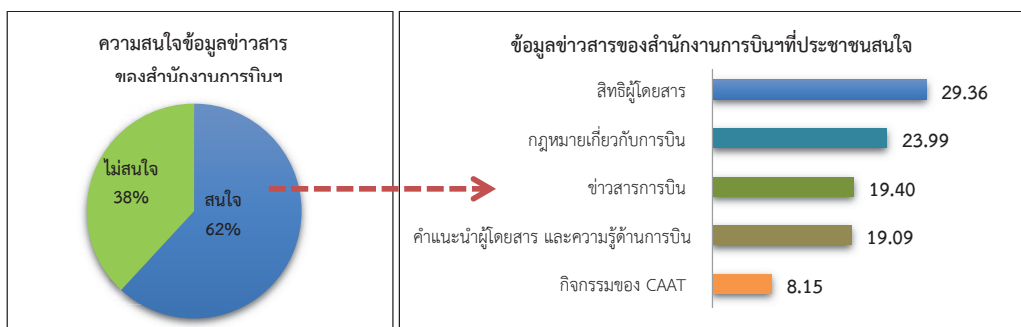 ความสนใจข้อมูลข่าวสาร
ของสำนักงานการบินฯ
ไม่สนใจ
38%
สนใจ
62%
ข้อมูลข่าวสารของสำนักงานการบินฯที่ประชาชนสนใจ
สิทธิผู้โดยสาร 29.36
กฎหมายเกี่ยวกับการบิน 23.99
ข่าวสารการบิน 19.40
คำแนะนำผู้โดยสาร และความรู้ด้านการบิน 19.09
กิจกรรมของ CAAT 8.15